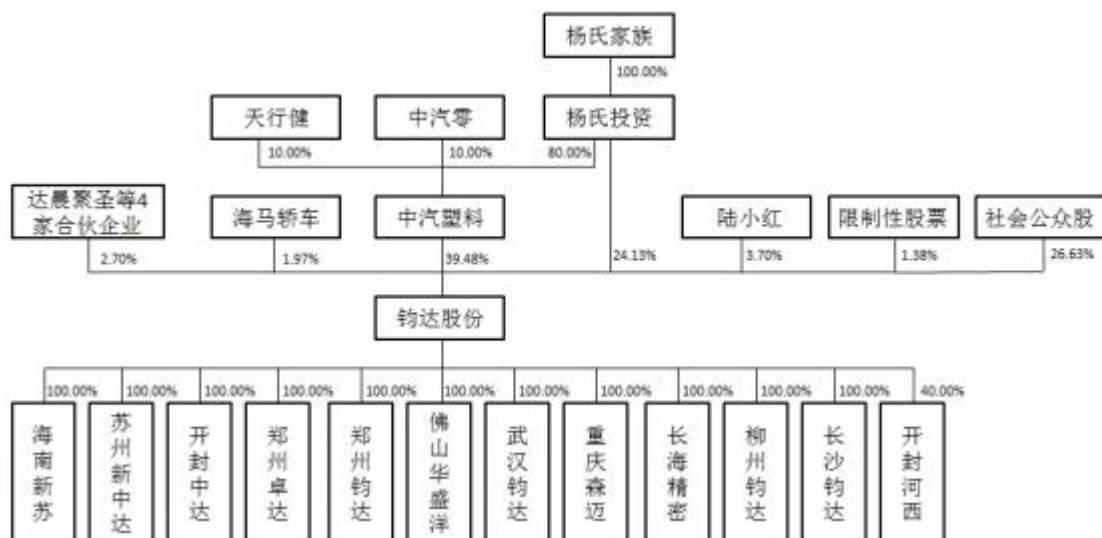 杨氏家族
100.00%
天行健
中汽零
杨氏投资
10.00%
10.00%
80.00%
达晨聚圣等4
家合伙企业
海马轿车
中汽塑料
陆小红
限制性股票
社会公众股
2.70%
1.97%
39.48%
24.13%
3.70%
1.38%
26.63%
钧达股份
100.00%
100.00%
100.00%
100.00%
100.00%
100.00%
100.00%
100.00%
100.00%
100.00%
100.00%
40.00%
海南新苏
苏州新中达
开封中达
郑州卓达
郑州钧达
佛山华盛洋
武汉钧达
重庆森迈
长海精密
柳州钧达
长沙钧达
开封河西